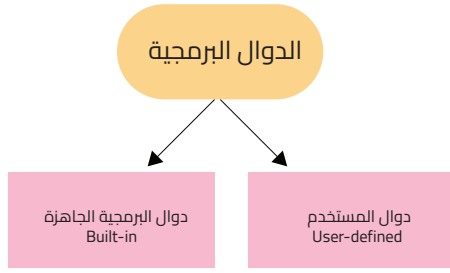 الدوال البرمجية
دوال المستخدم
User-defined
دوال البرمجية الجاهزة
Built-in